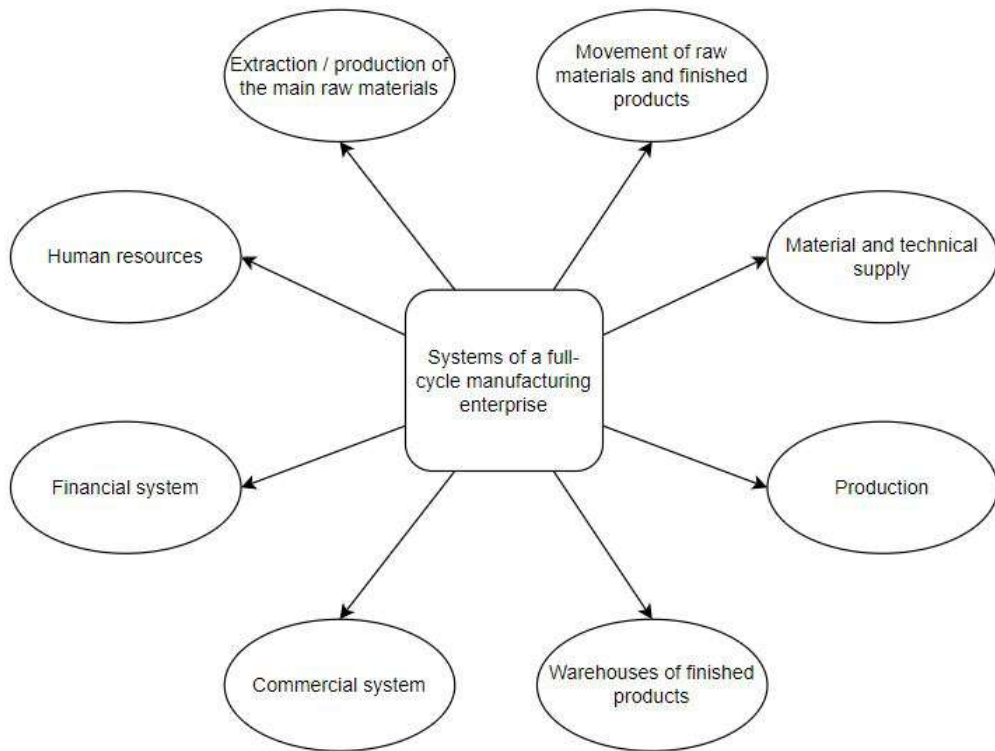 Extraction / production of
the main raw materials
Movement of raw
materials and finished
products
Human resources
Material and technical
supply
Systems of a full-
cycle manufacturing
enterprise
Financial system
Production
Commercial system
Warehouses of finished
products